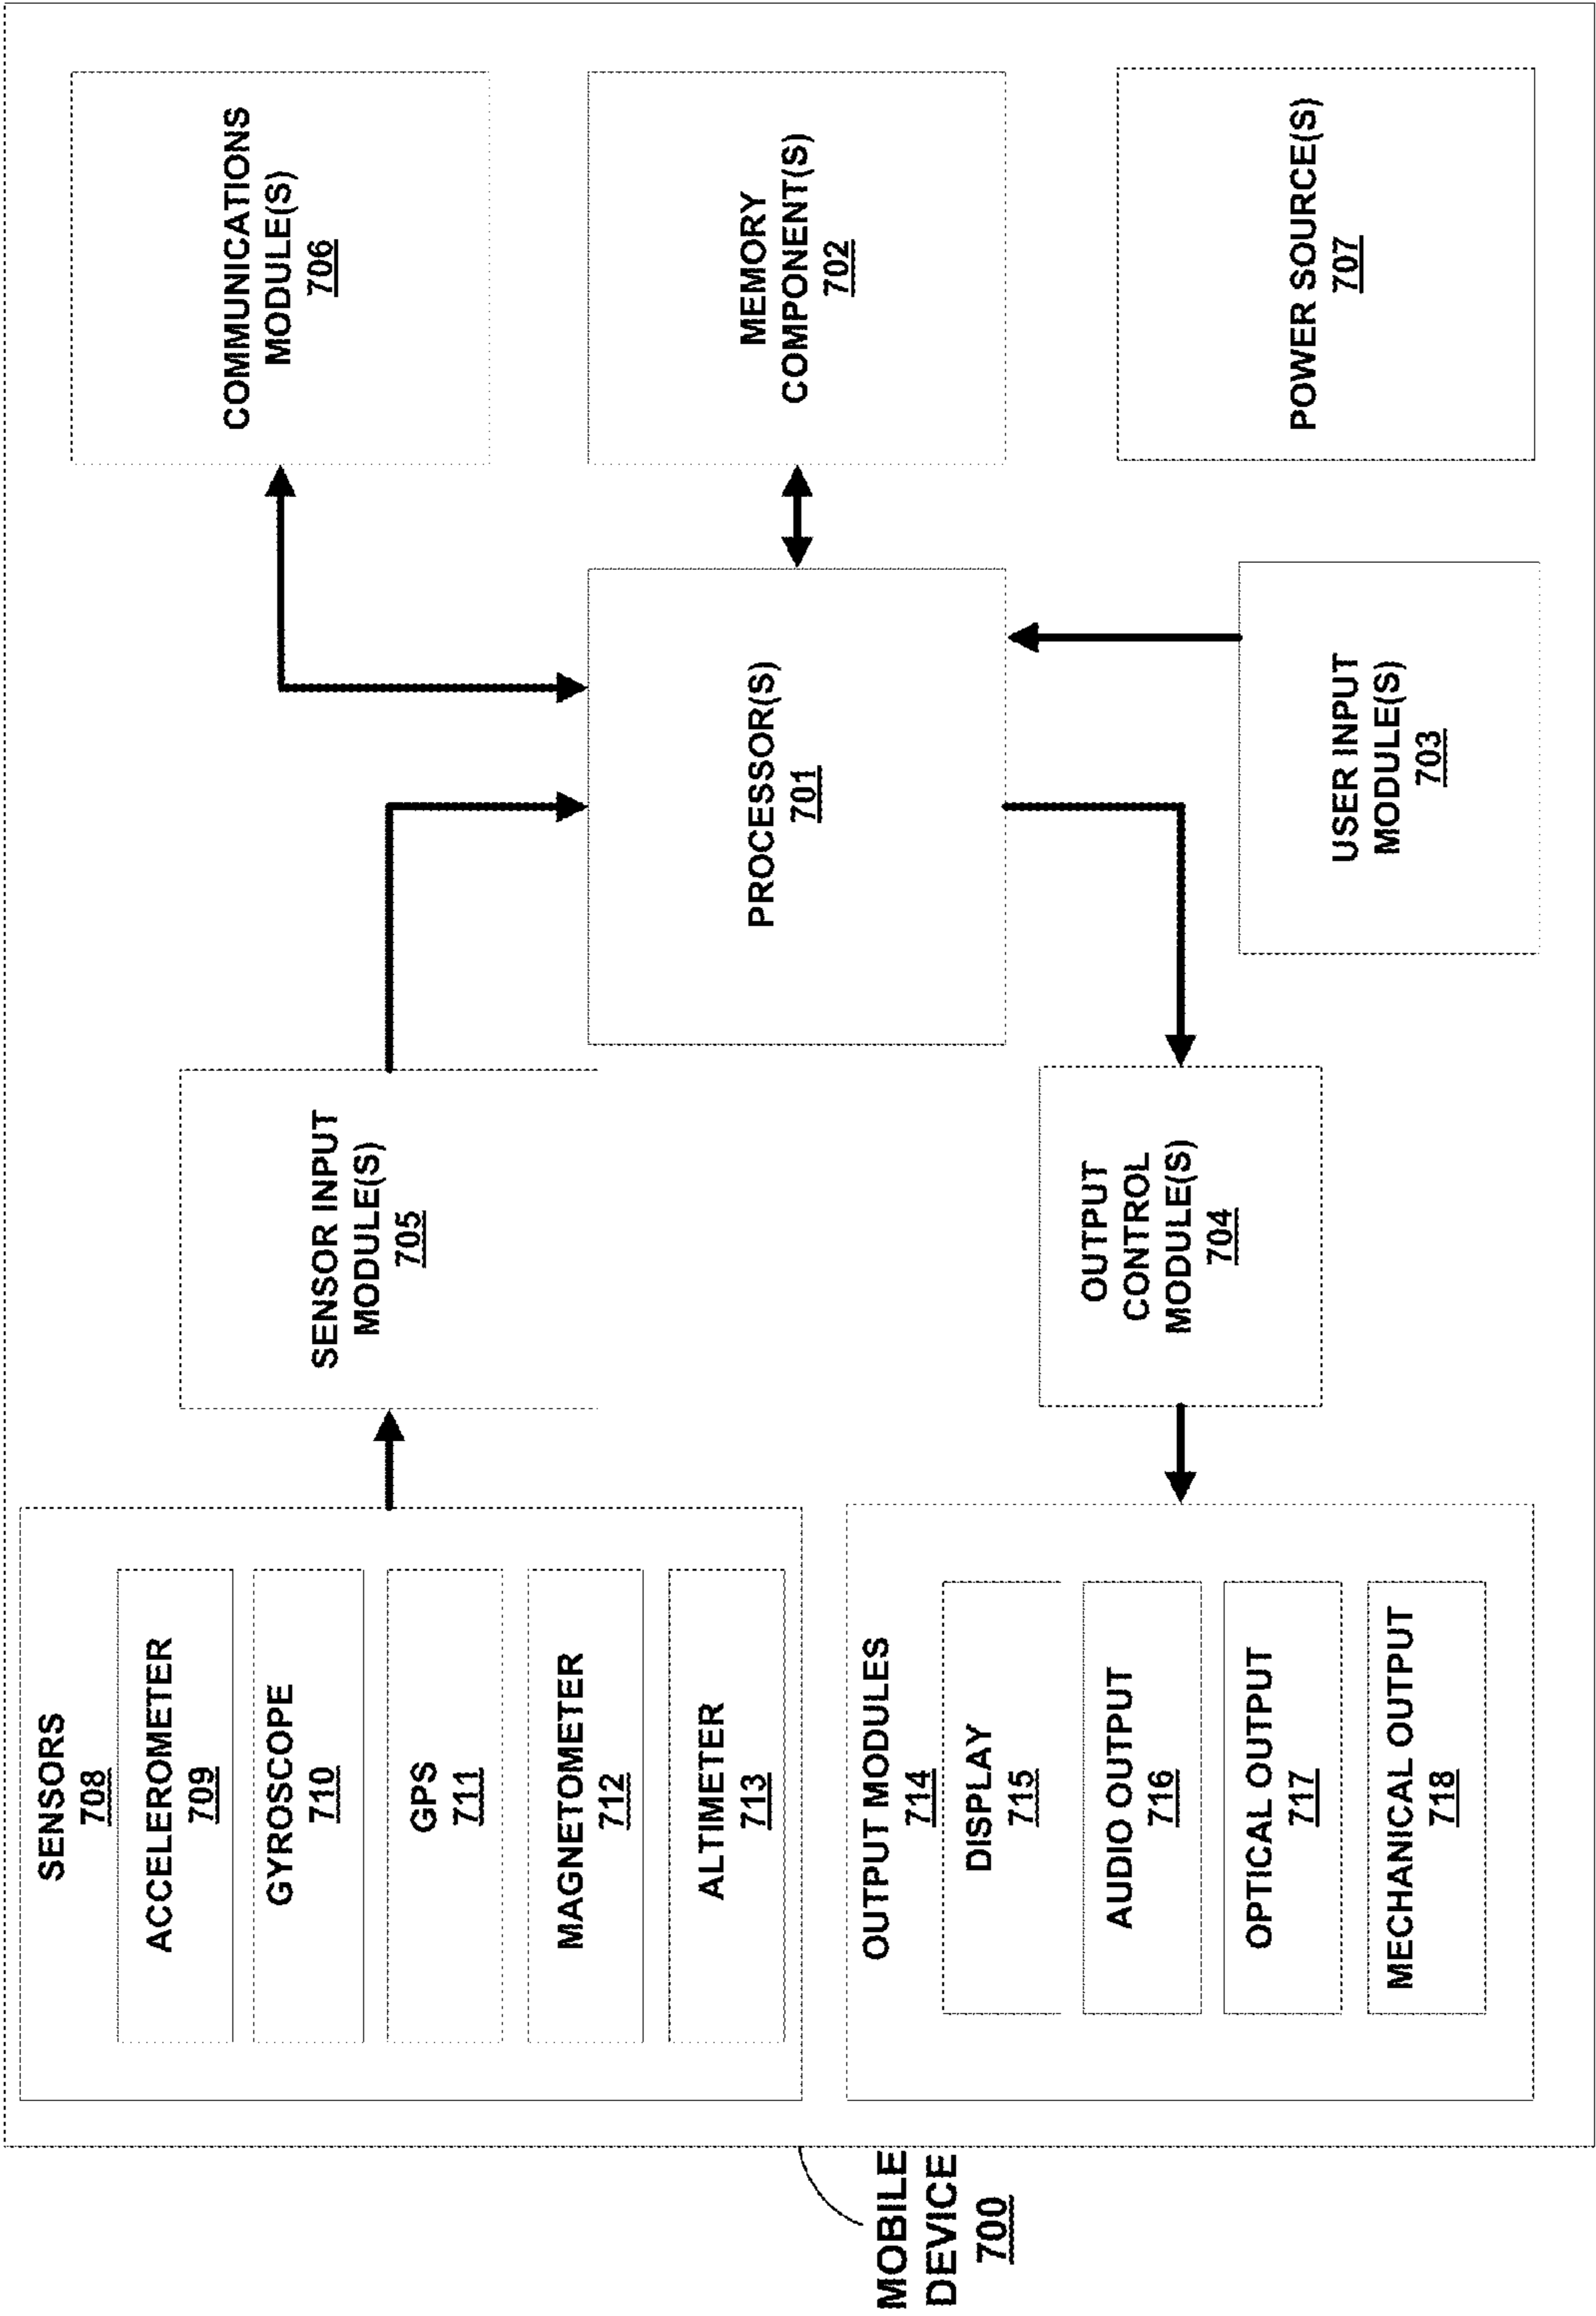 SENSORS
708
ACCELEROMETER
709
GYROSCOPE
710
GPS
711
MAGNETOMETER
712
ALTIMETER
713
SENSOR INPUT
MODULE(S)
705
COMMUNICATIONS
MODULE(S)
706
PROCESSOR(S)
701
MEMORY
COMPONENT(S)
702
OUTPUT MODULES
714
DISPLAY
715
AUDIO OUTPUT
716
OPTICAL OUTPUT
717
MECHANICAL OUTPUT
718
OUTPUT
CONTROL
MODULE(S)
704
USER INPUT
MODULE(S)
703
POWER SOURCE(S)
707
MOBILE
DEVICE
700